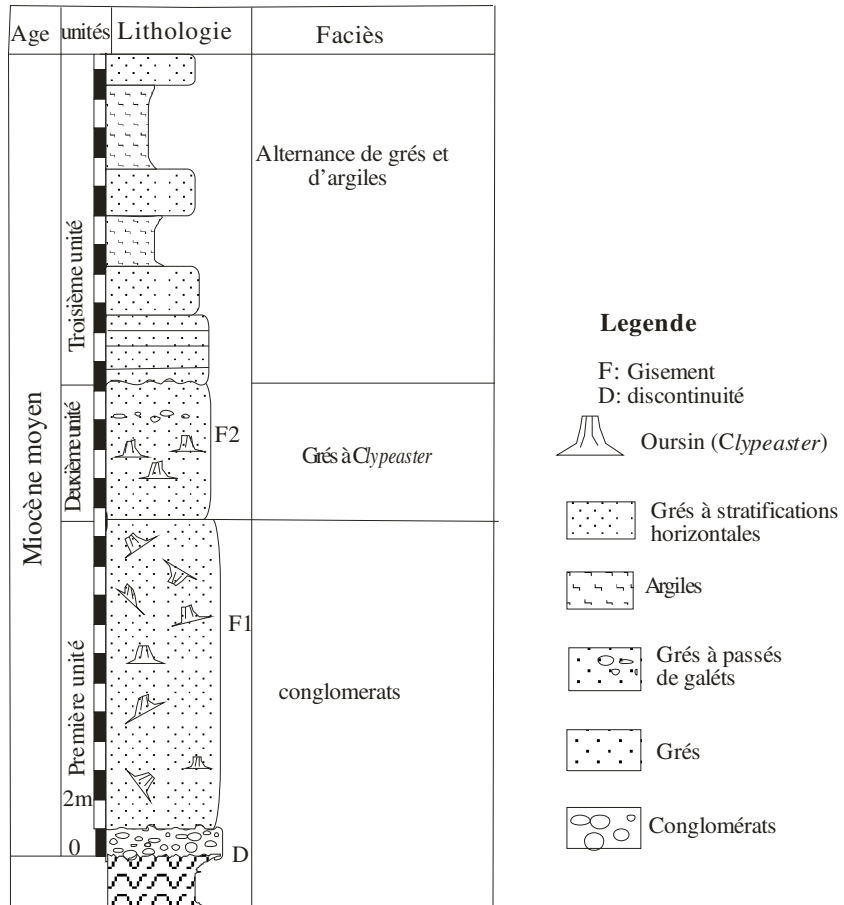 Age
unités
Lithologie
Faciès
Miocène moyen
Troisième unité
Deuxième unité
Première unité
2m
0
F2
F1
D
Alternance de grés et
d'argiles
Grés à Clypeaster
conglomerats
Legende
F: Gisement
D: discontinuité
Oursin (Clypeaster)
Grés à stratifications
horizontales
Argiles
Grés à passés
de galéts
Grés
Conglomérats